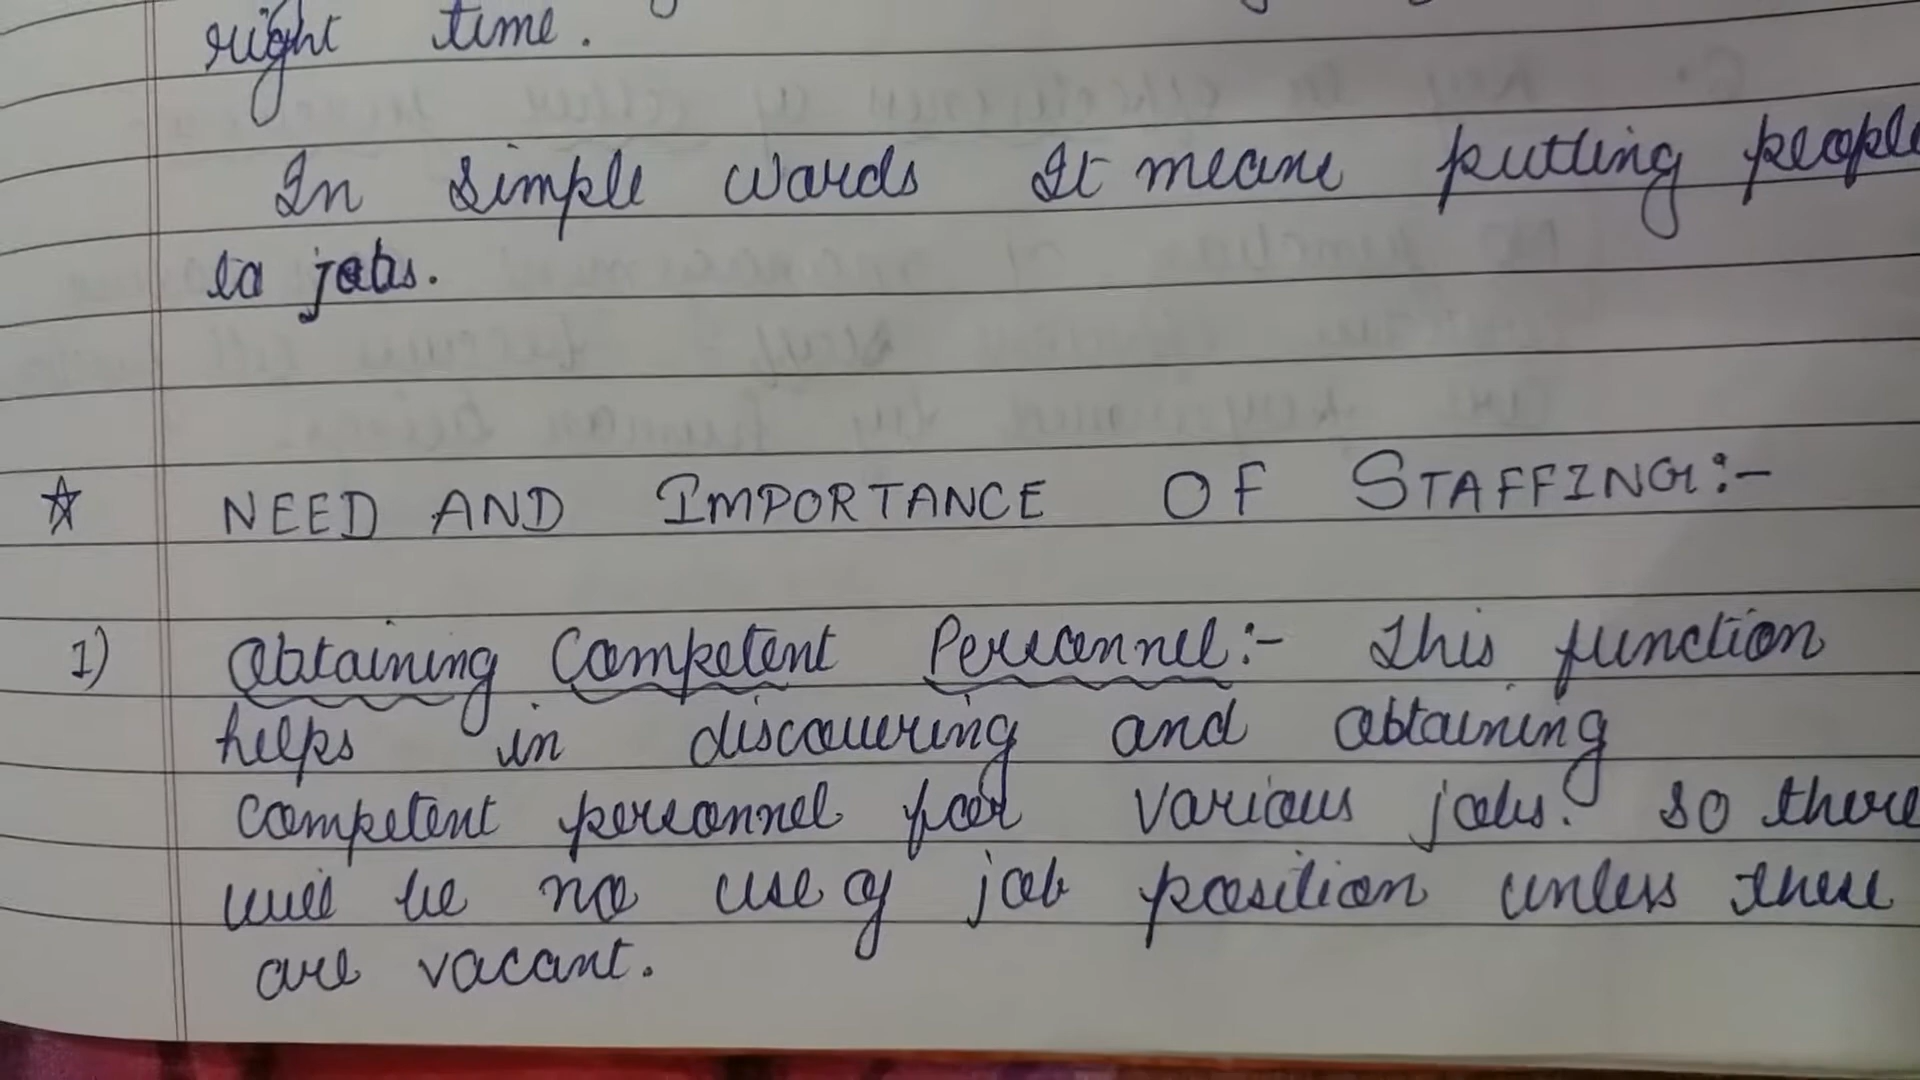 right time.
In simple words It means putting people
to jobs.
☆ NEED AND IMPORTANCE OF STAFFING:-
1) Obtaining Competent Personnel:- This function
helps in discovering and obtaining
competent personnel for various jobs. so there
will be no use of job position unless there
are vacant.